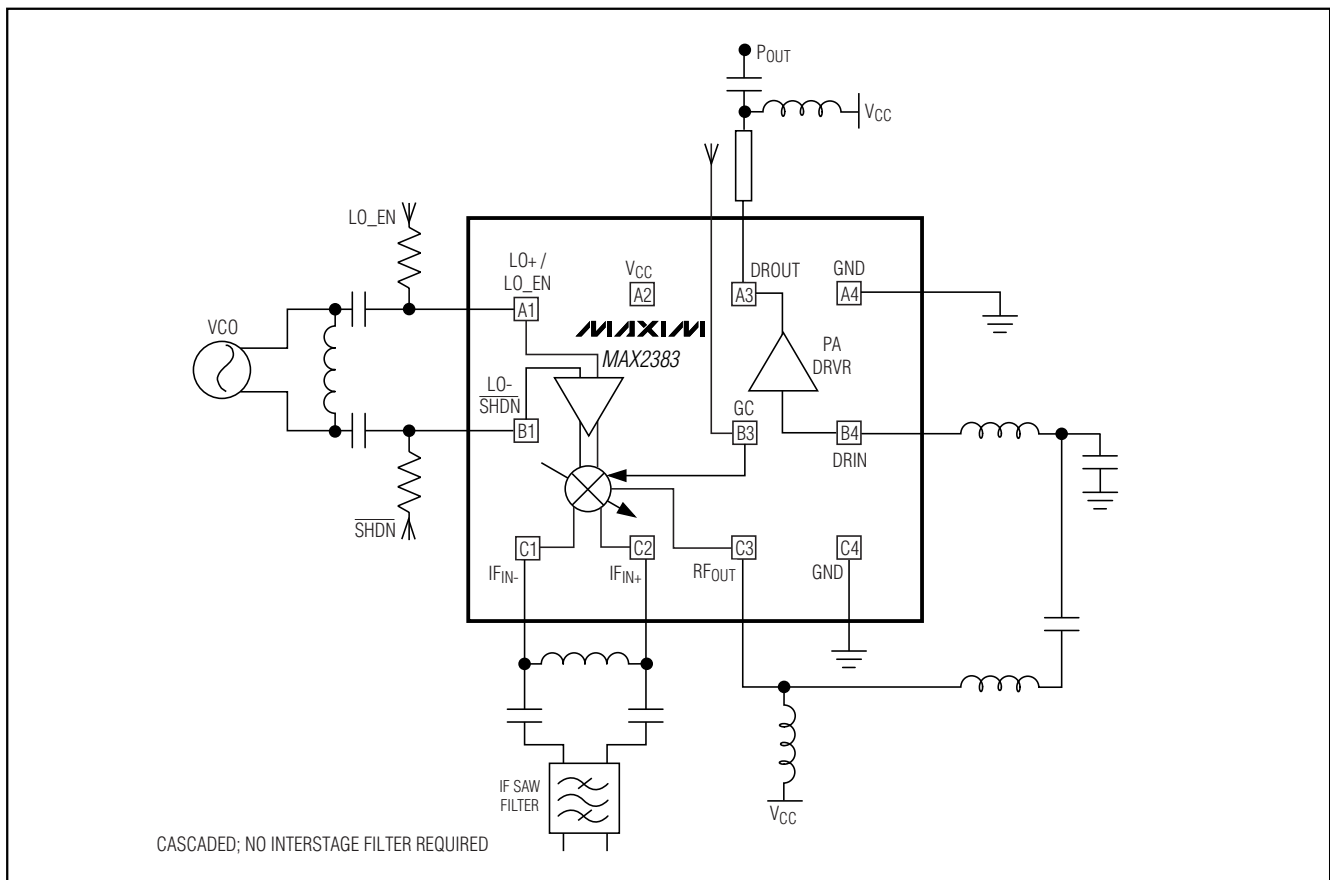 POUT
VCC
LO_EN
LO+ /
LO_EN
VCC
DROUT
GND
A1
A2
A3
A4
VCO
MAXIM
MAX2383
PA
DRVR
LO-
SHDN
GC
B1
B3
B4
DRIN
SHDN
C1
C2
C3
C4
IFIN-
IFIN+
RFOUT
GND
IF SAW
FILTER
VCC
CASCADED; NO INTERSTAGE FILTER REQUIRED